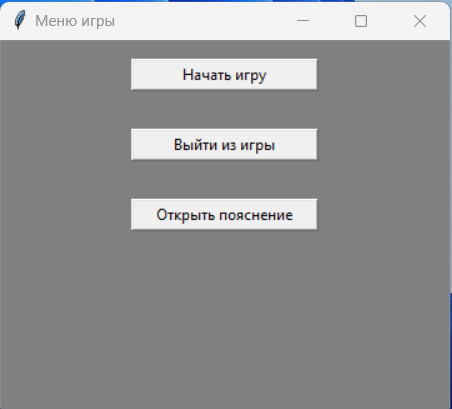 Меню игры
Начать игру
Выйти из игры
Открыть пояснение